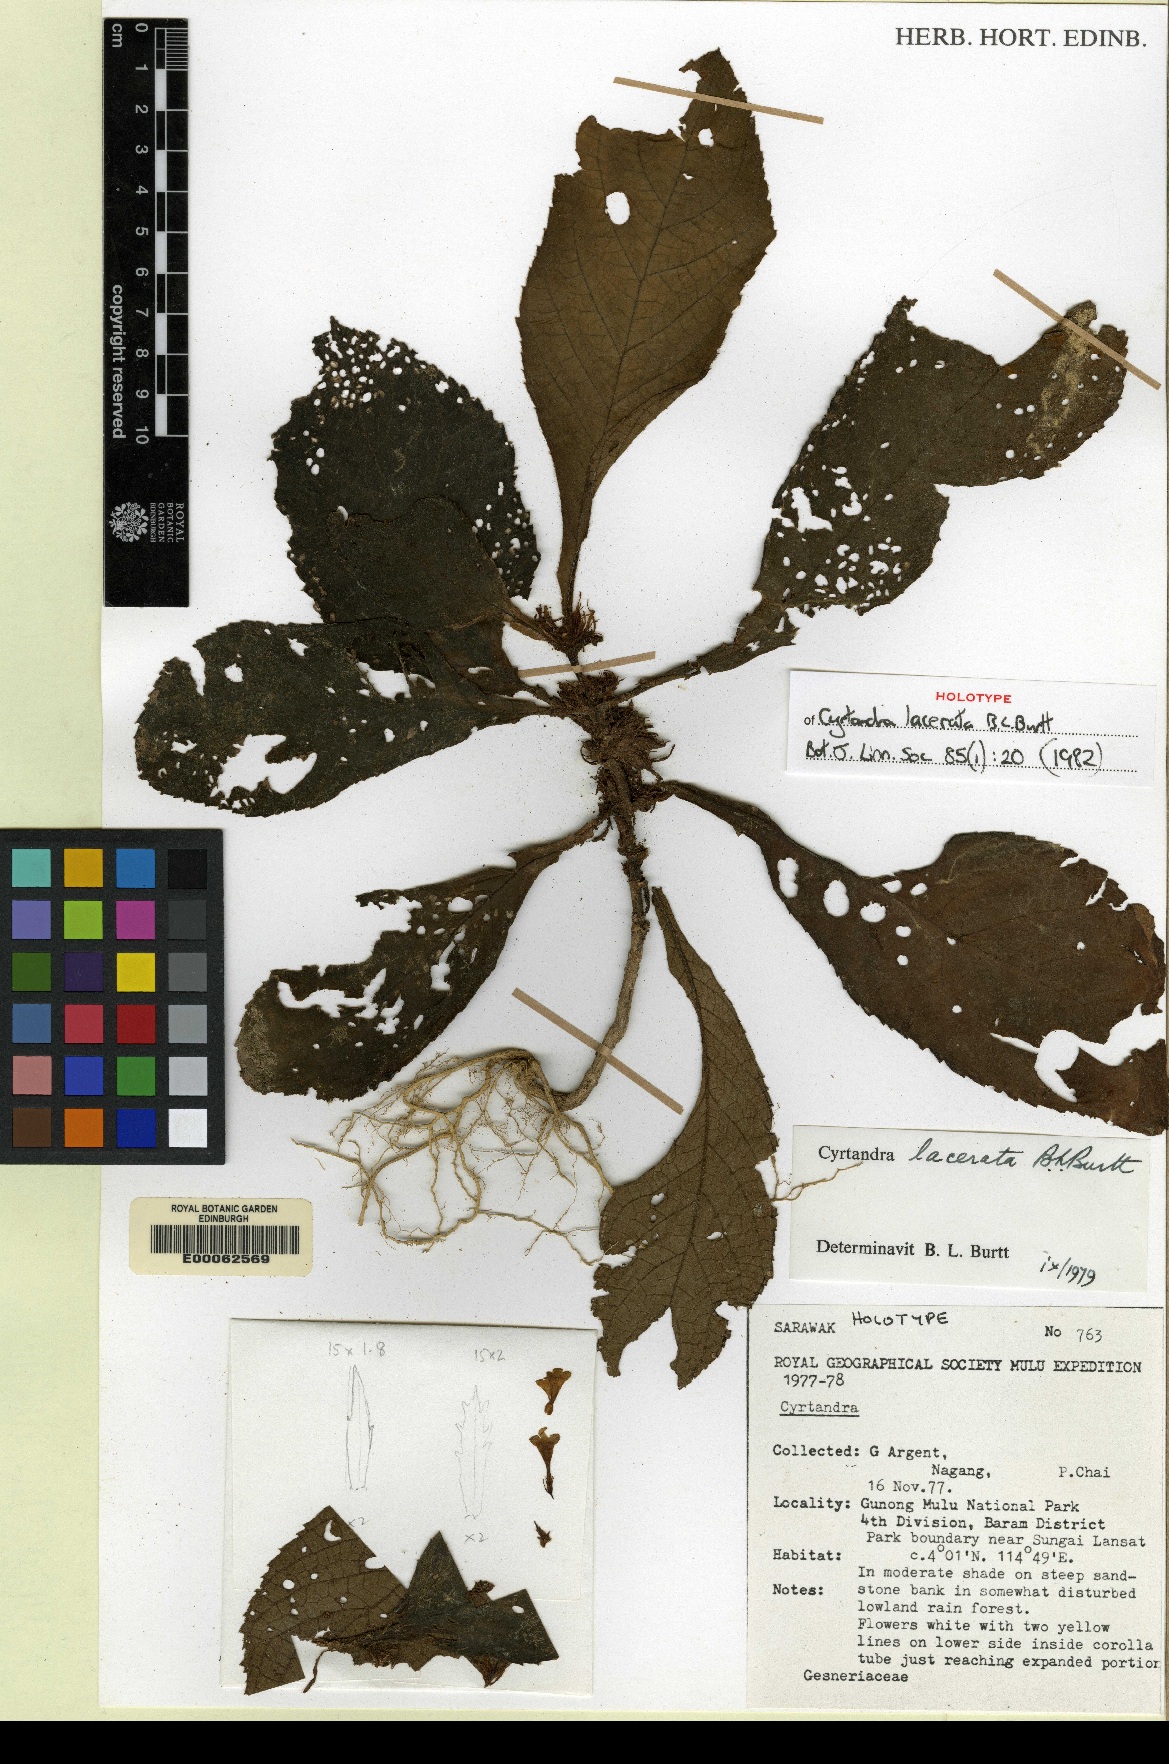 HERB. HORT. EDINB.
cm
0 1 2 3 4 5 6 7 8 9 10
copyright reserved
ROYAL
BOTANIC
GARDEN
EDINBURGH
HOLOTYPE
of Cyrtandra lacerata B.L.Burtt
Bot. J. Linn. Soc 85(1):20 (1982)
Cyrtandra lacerata B.L.Burtt
Determinavit B. L. Burtt
ix/1979
ROYAL BOTANIC GARDEN
EDINBURGH
E00062569
15 x 1.8
15x2
x2
x2
SARAWAK HOLOTYPE No 763
ROYAL GEOGRAPHICAL SOCIETY MULU EXPEDITION
1977-78
Cyrtandra
Collected: G Argent,
Nagang, P.Chai
16 Nov.77.
Locality: Gunong Mulu National Park
4th Division, Baram District
Park boundary near Sungai Lansat
Habitat: c.4°01'N. 114°49'E.
In moderate shade on steep sand-
Notes: stone bank in somewhat disturbed
lowland rain forest.
Flowers white with two yellow
lines on lower side inside corolla
tube just reaching expanded portion
Gesneriaceae